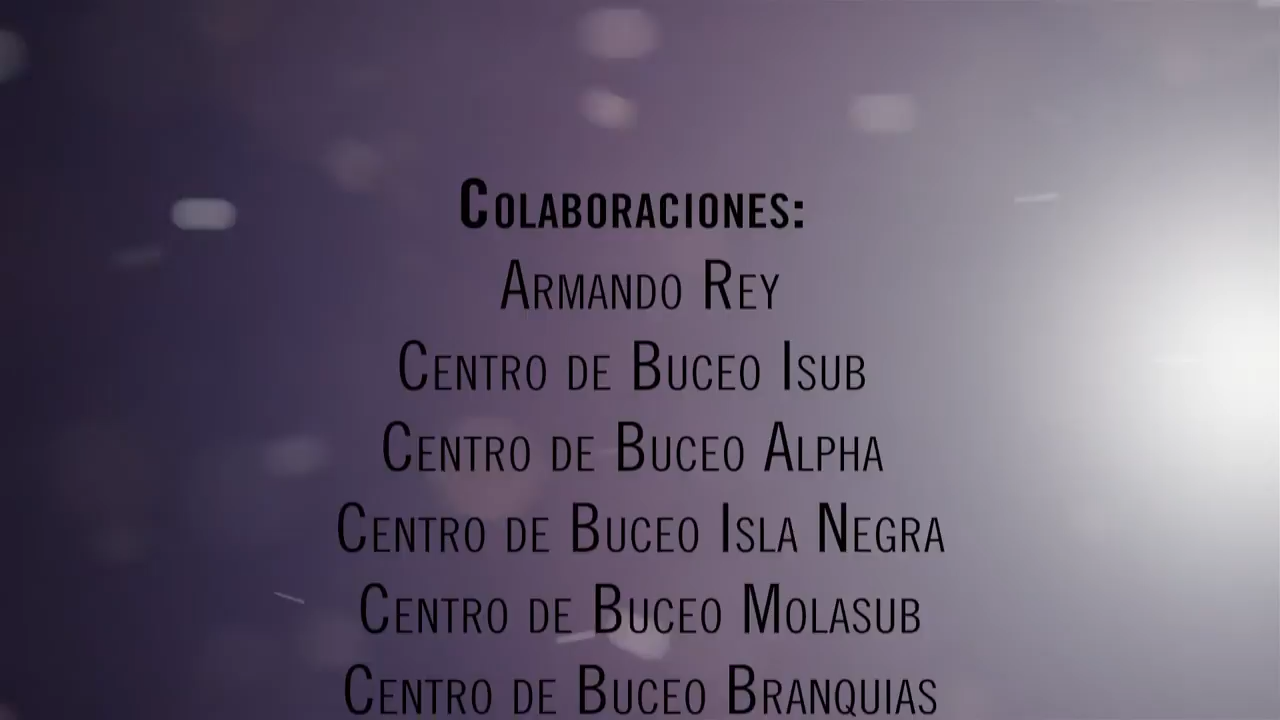 Colaboraciones:
Armando Rey
Centro de Buceo Isub
Centro de Buceo Alpha
Centro de Buceo Isla Negra
Centro de Buceo Molasub
Centro de Buceo Branquias